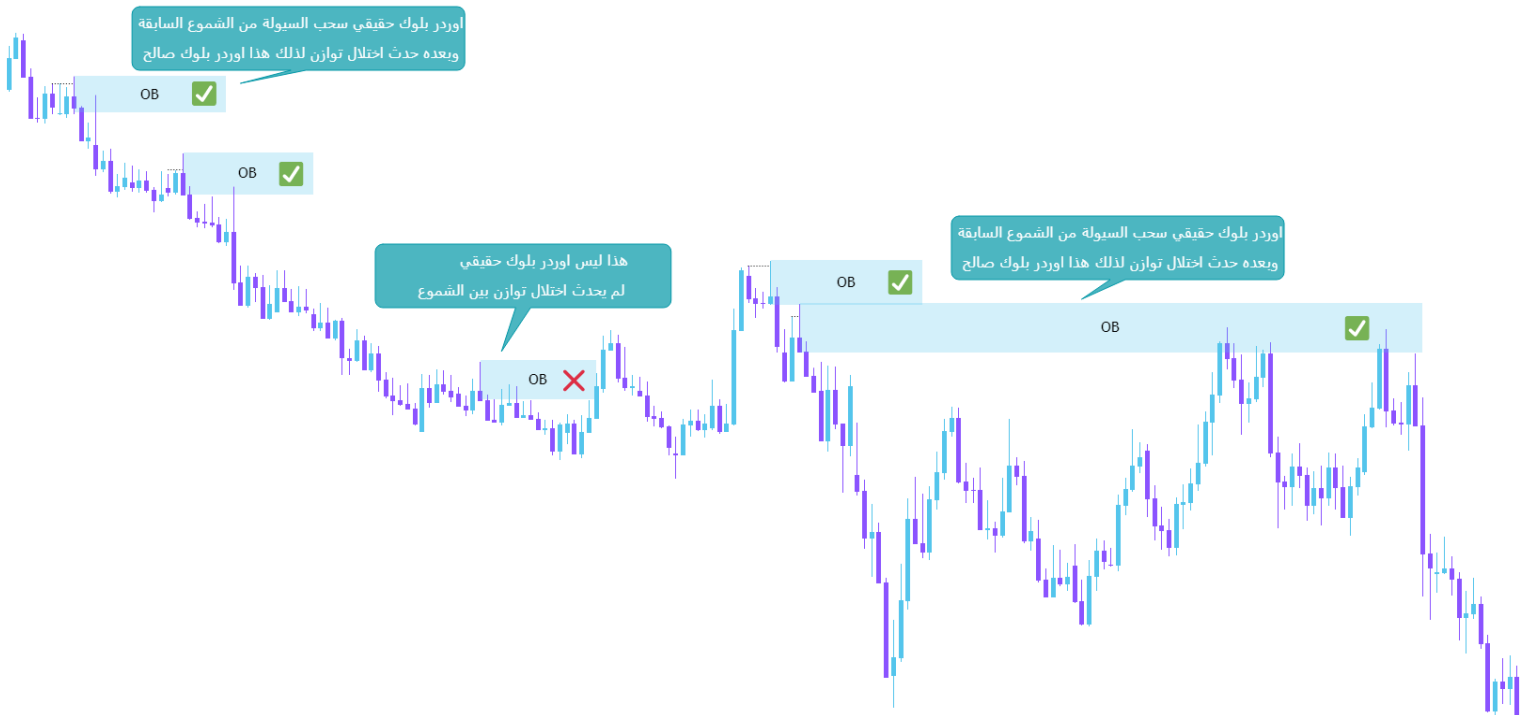 اوردر بلوك حقيقي سحب السيولة من الشموع السابقة
وبعده حدث اختلال توازن لذلك هذا اوردر بلوك صالح
OB
OB
اوردر بلوك حقيقي سحب السيولة من الشموع السابقة
وبعده حدث اختلال توازن لذلك هذا اوردر بلوك صالح
هذا ليس اوردر بلوك حقيقي
لم يحدث اختلال توازن بين الشموع
OB
OB
OB